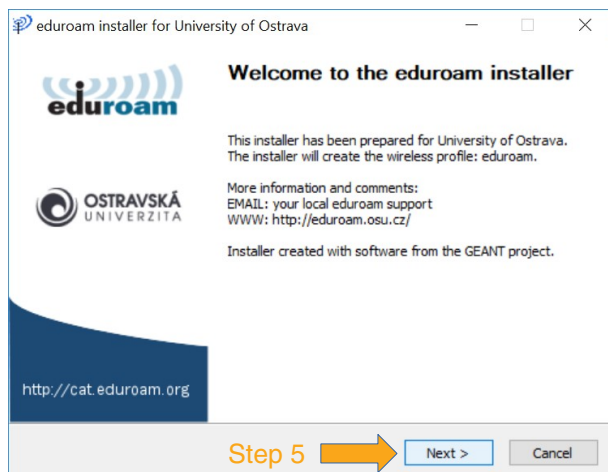 eduroam installer for University of Ostrava
eduroam
Welcome to the eduroam installer
This installer has been prepared for University of Ostrava.
The installer will create the wireless profile: eduroam.
More information and comments:
EMAIL: your local eduroam support
WWW: http://eduroam.osu.cz/
Installer created with software from the GEANT project.
OSTRAVSKÁ
UNIVERZITA
http://cat.eduroam.org
Step 5
Next >
Cancel